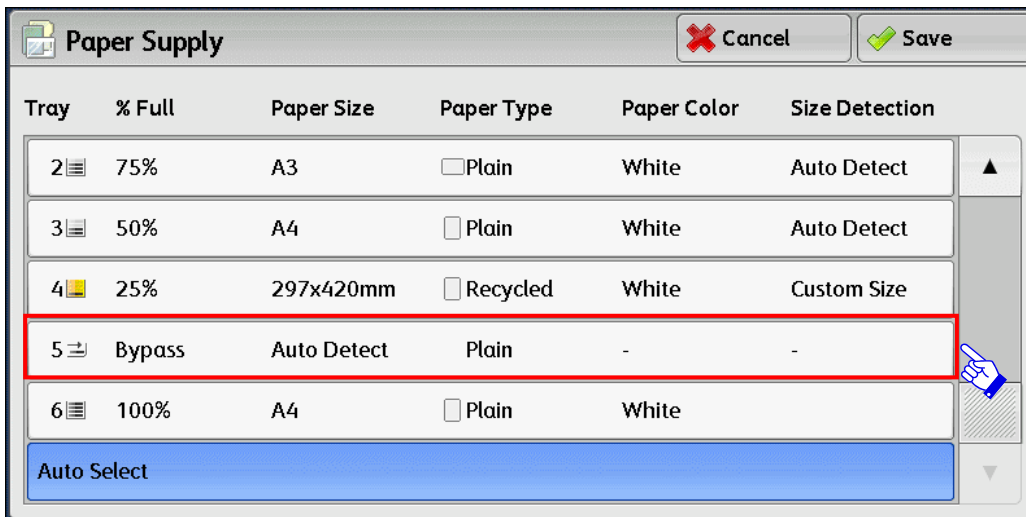 Paper Supply Cancel Save
Tray % Full Paper Size Paper Type Paper Color Size Detection
2 75% A3 Plain White Auto Detect
3 50% A4 Plain White Auto Detect
4 25% 297x420mm Recycled White Custom Size
5 Bypass Auto Detect Plain - -
6 100% A4 Plain White
Auto Select